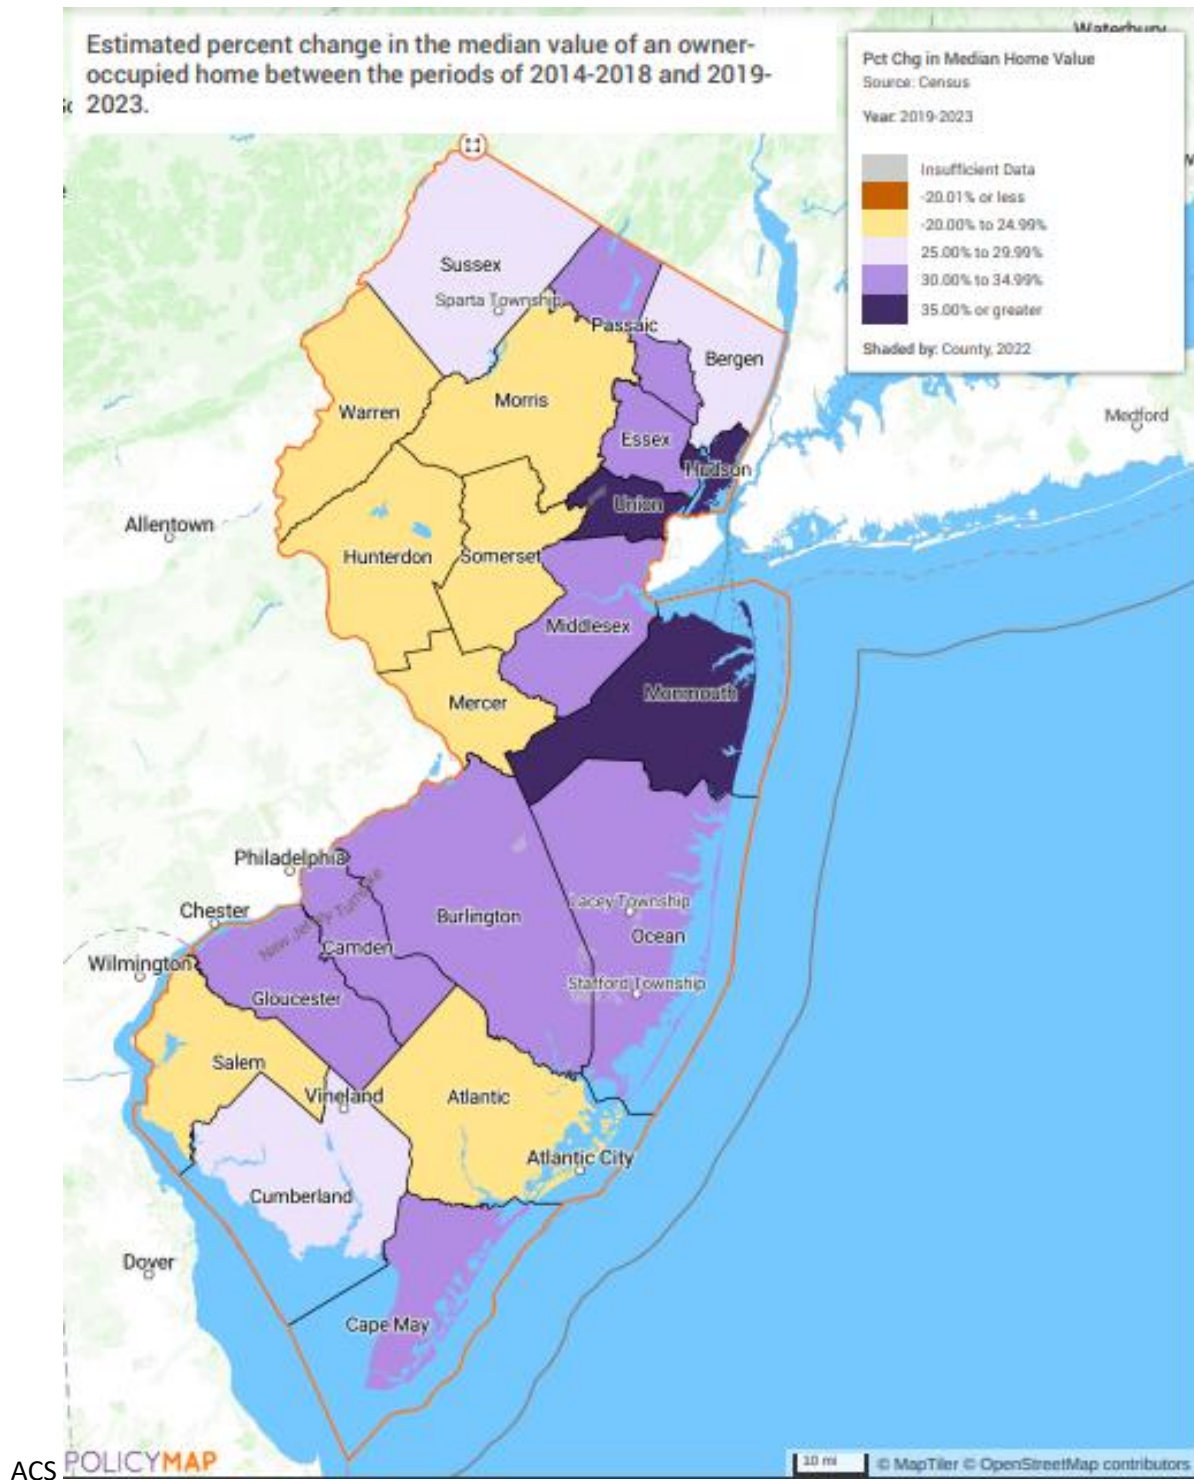 Estimated percent change in the median value of an owner-
occupied home between the periods of 2014-2018 and 2019-
2023.
Waterbury
Pct Chg in Median Home Value
Source: Census
Year: 2019-2023
Insufficient Data
-20.01% or less
-20.00% to 24.99%
25.00% to 29.99%
30.00% to 34.99%
35.00% or greater
Shaded by: County, 2022
Sussex
Sparta Township
Passaic
Bergen
Morris
Warren
Medford
Essex
Hudson
Union
Allentown
Hunterdon
Somerset
Middlesex
Monmouth
Mercer
Philadelphia
New Jersey Turnpike
Lacey Township
Chester
Burlington
Ocean
Camden
Wilmington
Stafford Township
Gloucester
Salem
Vineland
Atlantic
Atlantic City
Cumberland
Dover
Cape May
ACS
POLICYMAP
10 mi
© MapTiler © OpenStreetMap contributors